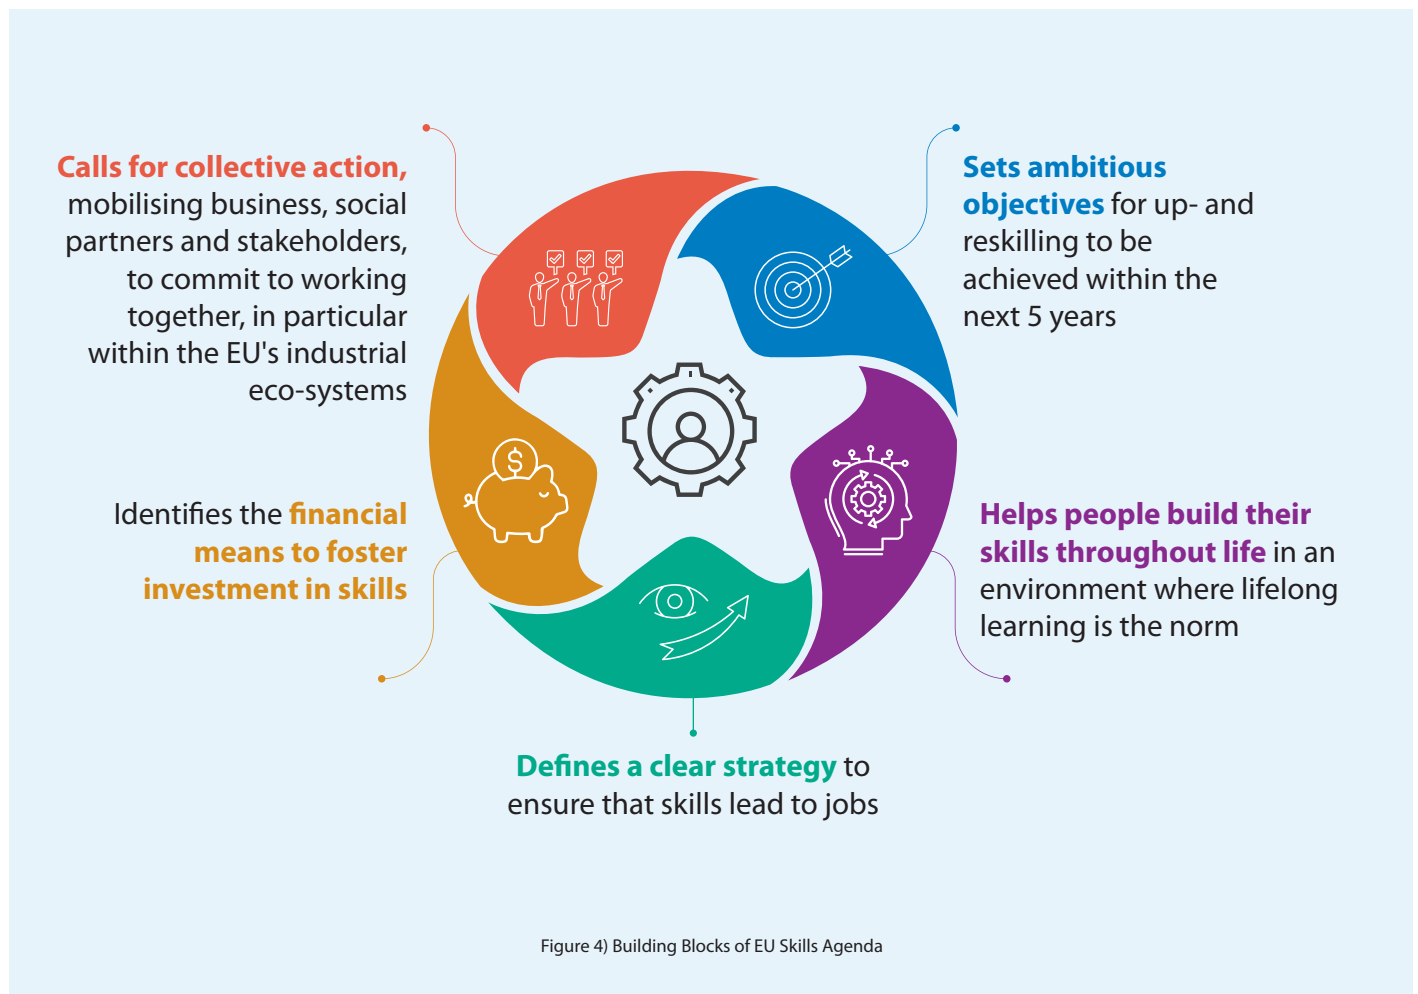 Calls for collective action,
mobilising business, social
partners and stakeholders,
to commit to working
together, in particular
within the EU's industrial
eco-systems
Sets ambitious
objectives for up- and
reskilling to be
achieved within the
next 5 years
Identifies the financial
means to foster
investment in skills
$
Helps people build their
skills throughout life in an
environment where lifelong
learning is the norm
Defines a clear strategy to
ensure that skills lead to jobs
Figure 4) Building Blocks of EU Skills Agenda